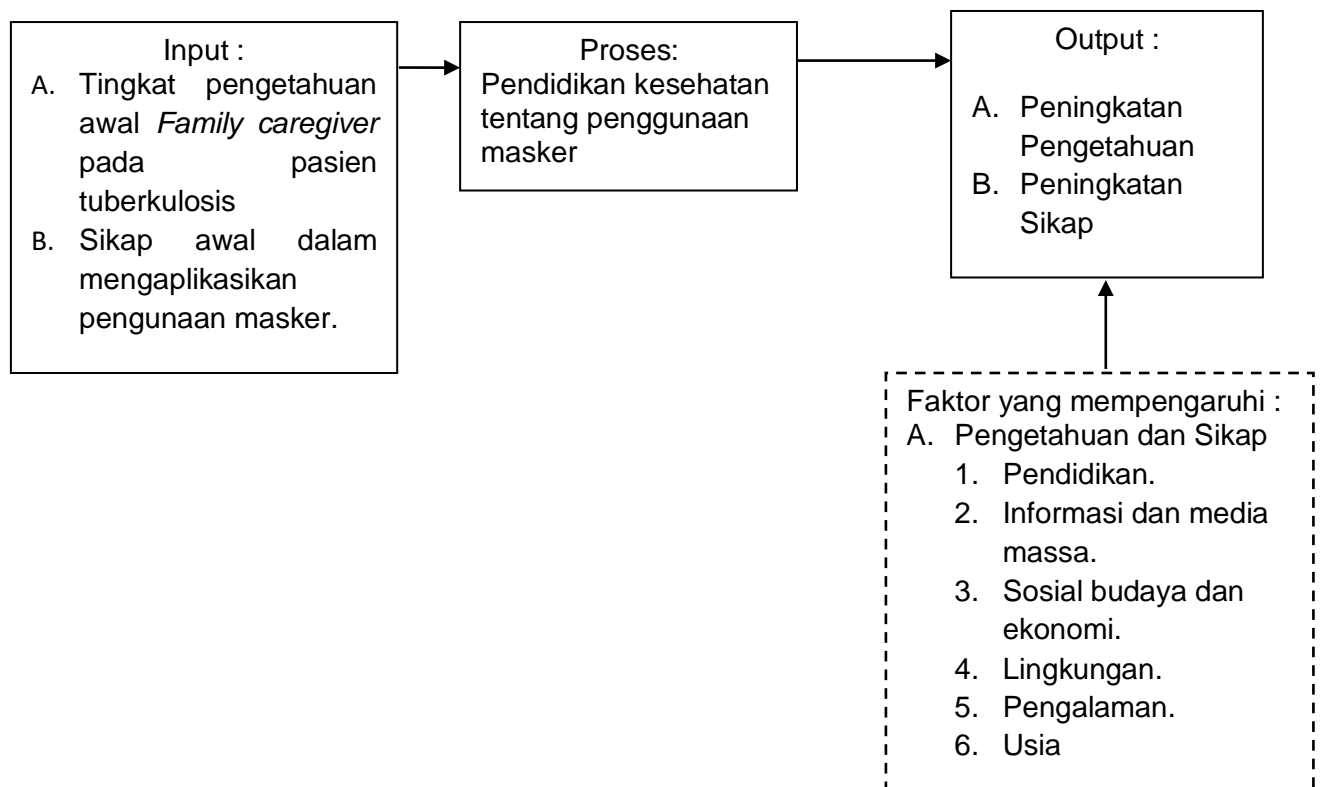 Input :
A. Tingkat pengetahuan
awal Family caregiver
pada pasien
tuberkulosis
B. Sikap awal dalam
mengaplikasikan
pengunaan masker.
Proses:
Pendidikan kesehatan
tentang penggunaan
masker
Output :
A. Peningkatan
Pengetahuan
B. Peningkatan
Sikap
Faktor yang mempengaruhi :
A. Pengetahuan dan Sikap
1. Pendidikan.
2. Informasi dan media
massa.
3. Sosial budaya dan
ekonomi.
4. Lingkungan.
5. Pengalaman.
6. Usia